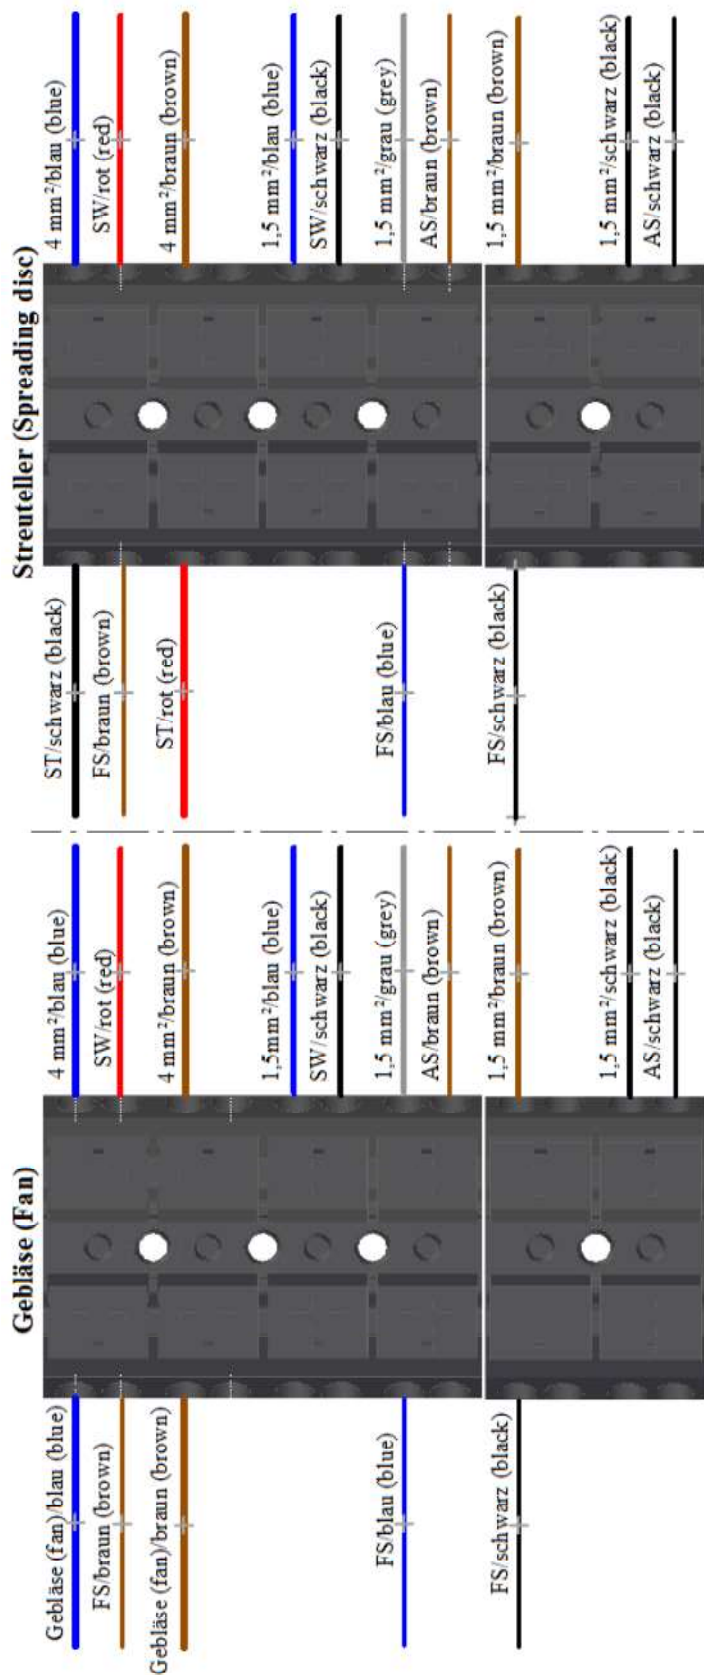 Streuteller (Spreading disc)
4 mm²/blau (blue)
SW/rot (red)
4 mm²/braun (brown)
1,5 mm²/blau (blue)
SW/schwarz (black)
1,5 mm²/grau (grey)
AS/braun (brown)
1,5 mm²/braun (brown)
1,5 mm²/schwarz (black)
AS/schwarz (black)
ST/schwarz (black)
FS/braun (brown)
ST/rot (red)
FS/blau (blue)
FS/schwarz (black)
Gebläse (Fan)
4 mm²/blau (blue)
SW/rot (red)
4 mm²/braun (brown)
1,5mm²/blau (blue)
SW/schwarz (black)
1,5 mm²/grau (grey)
AS/braun (brown)
1,5 mm²/braun (brown)
1,5 mm²/schwarz (black)
AS/schwarz (black)
Gebläse (fan)/blau (blue)
FS/braun (brown)
Gebläse (fan)/braun (brown)
FS/blau (blue)
FS/schwarz (black)